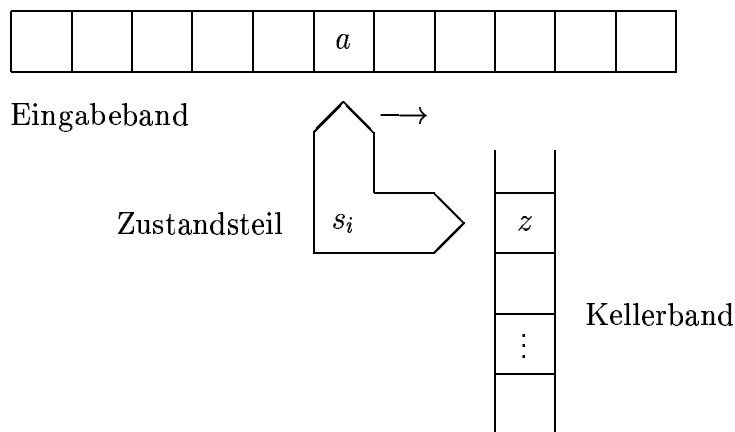 a
Eingabeband →
Zustandsteil
s_i
z
Kellerband
⋮